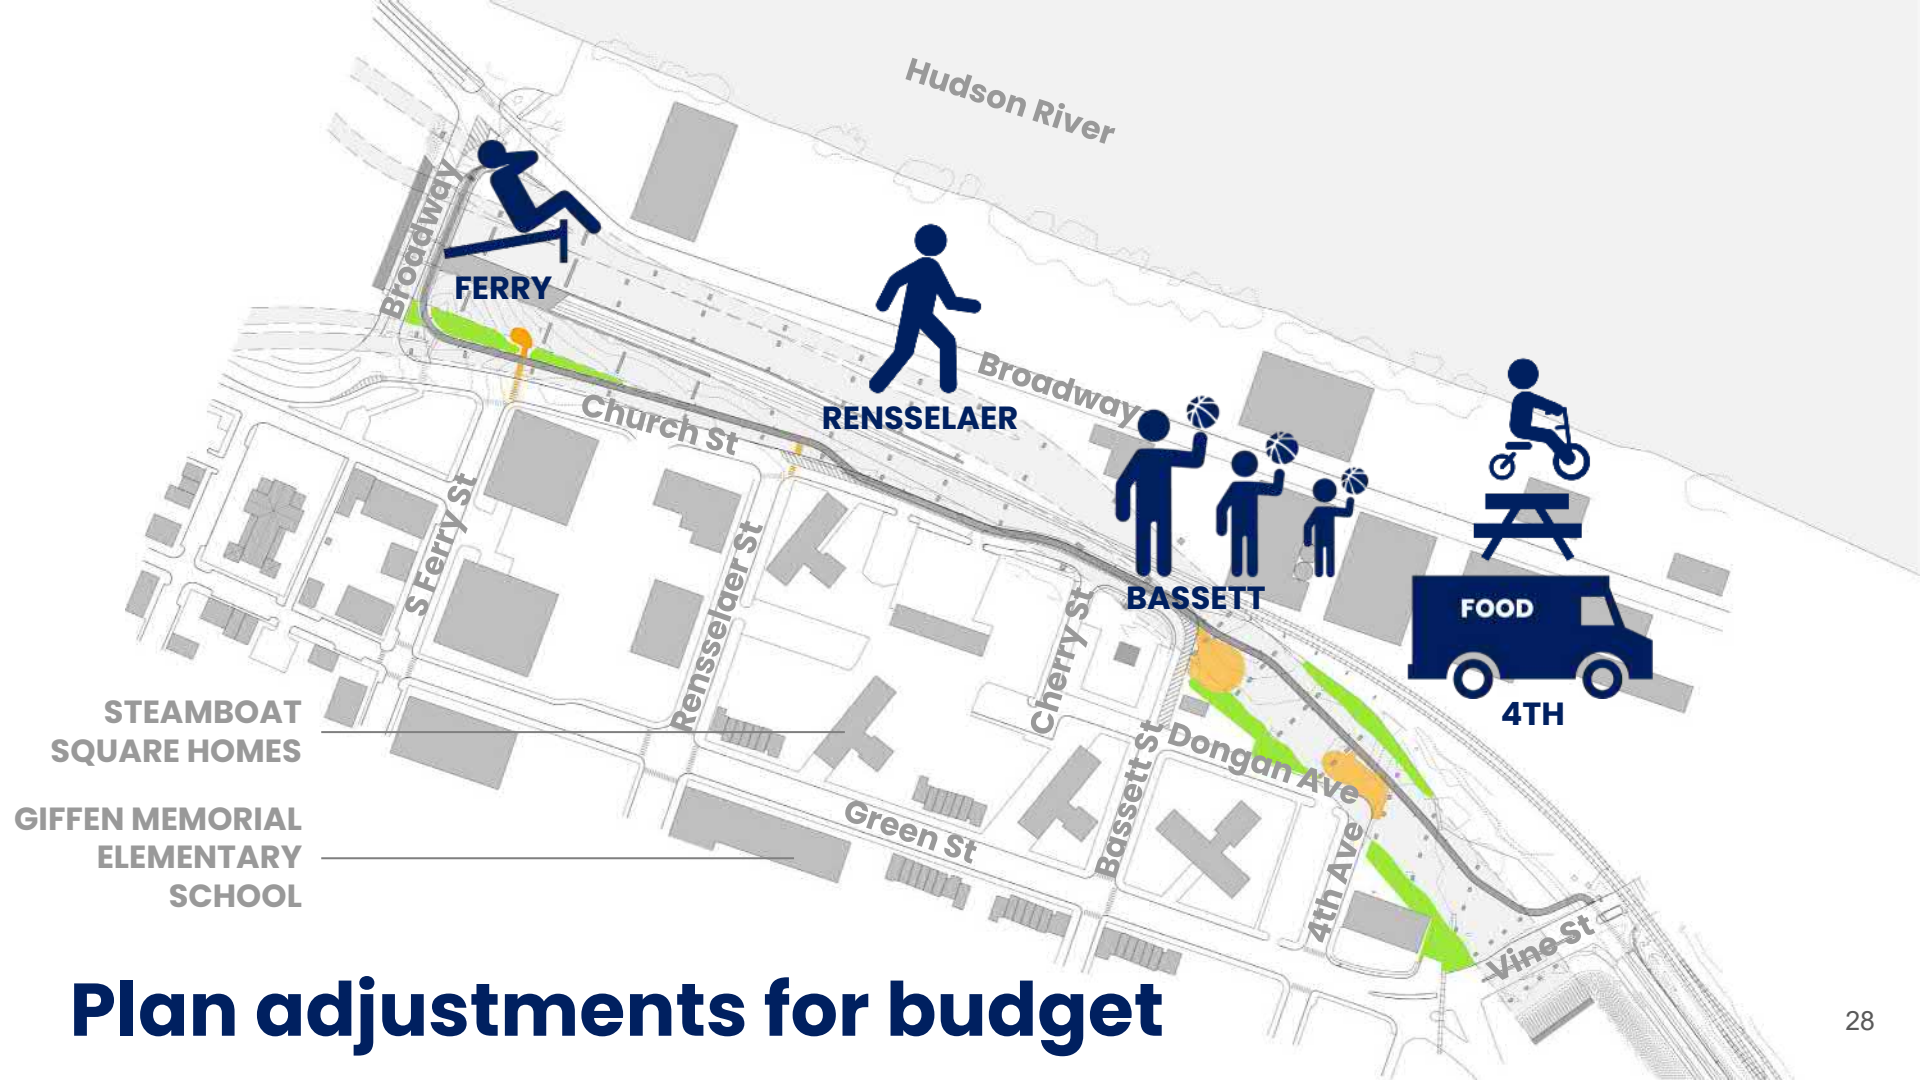 Hudson River
Broadway
FERRY
RENSSELAER
Broadway
Church St
S Ferry St
Rensselaer St
BASSETT
Cherry St
FOOD
4TH
STEAMBOAT
SQUARE HOMES
Dongan Ave
Bassett St
GIFFEN MEMORIAL
ELEMENTARY
SCHOOL
Green St
4th Ave
Vine St
Plan adjustments for budget
28